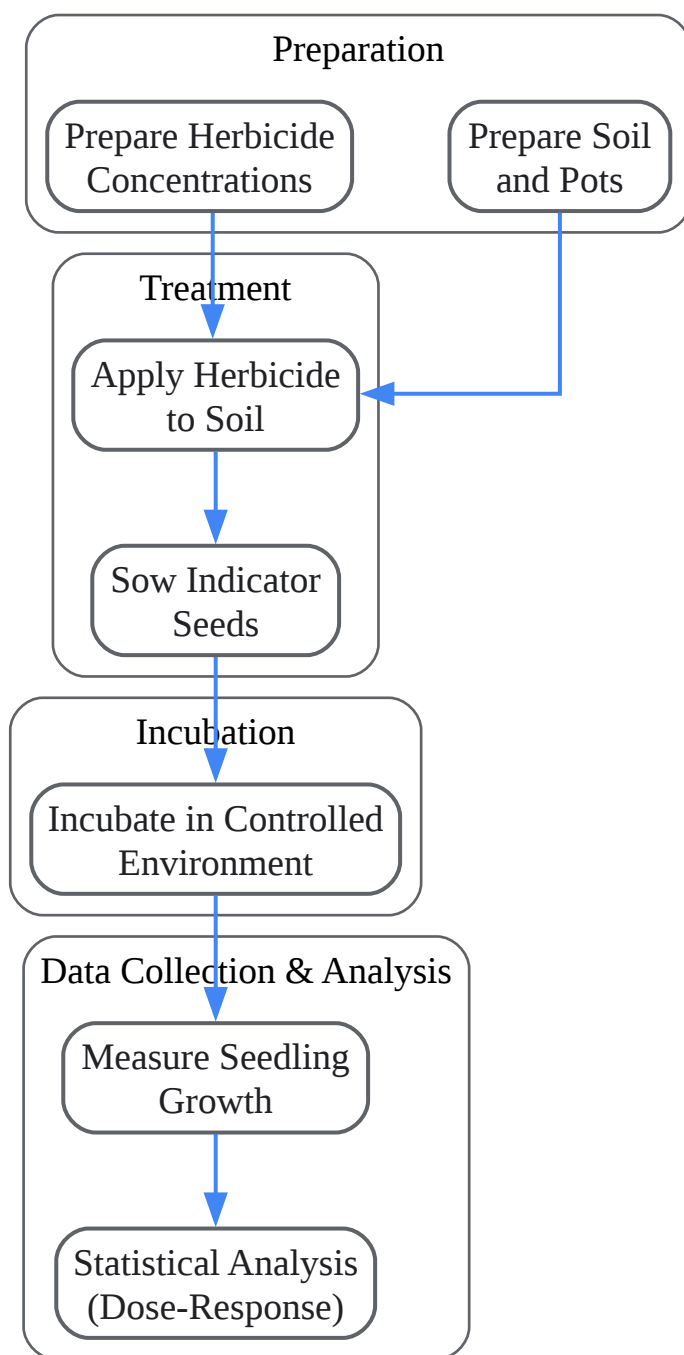 Preparation
Prepare Herbicide
Concentrations
Prepare Soil
and Pots
Treatment
Apply Herbicide
to Soil
Sow Indicator
Seeds
Incubation
Incubate in Controlled
Environment
Data Collection & Analysis
Measure Seedling
Growth
Statistical Analysis
(Dose-Response)